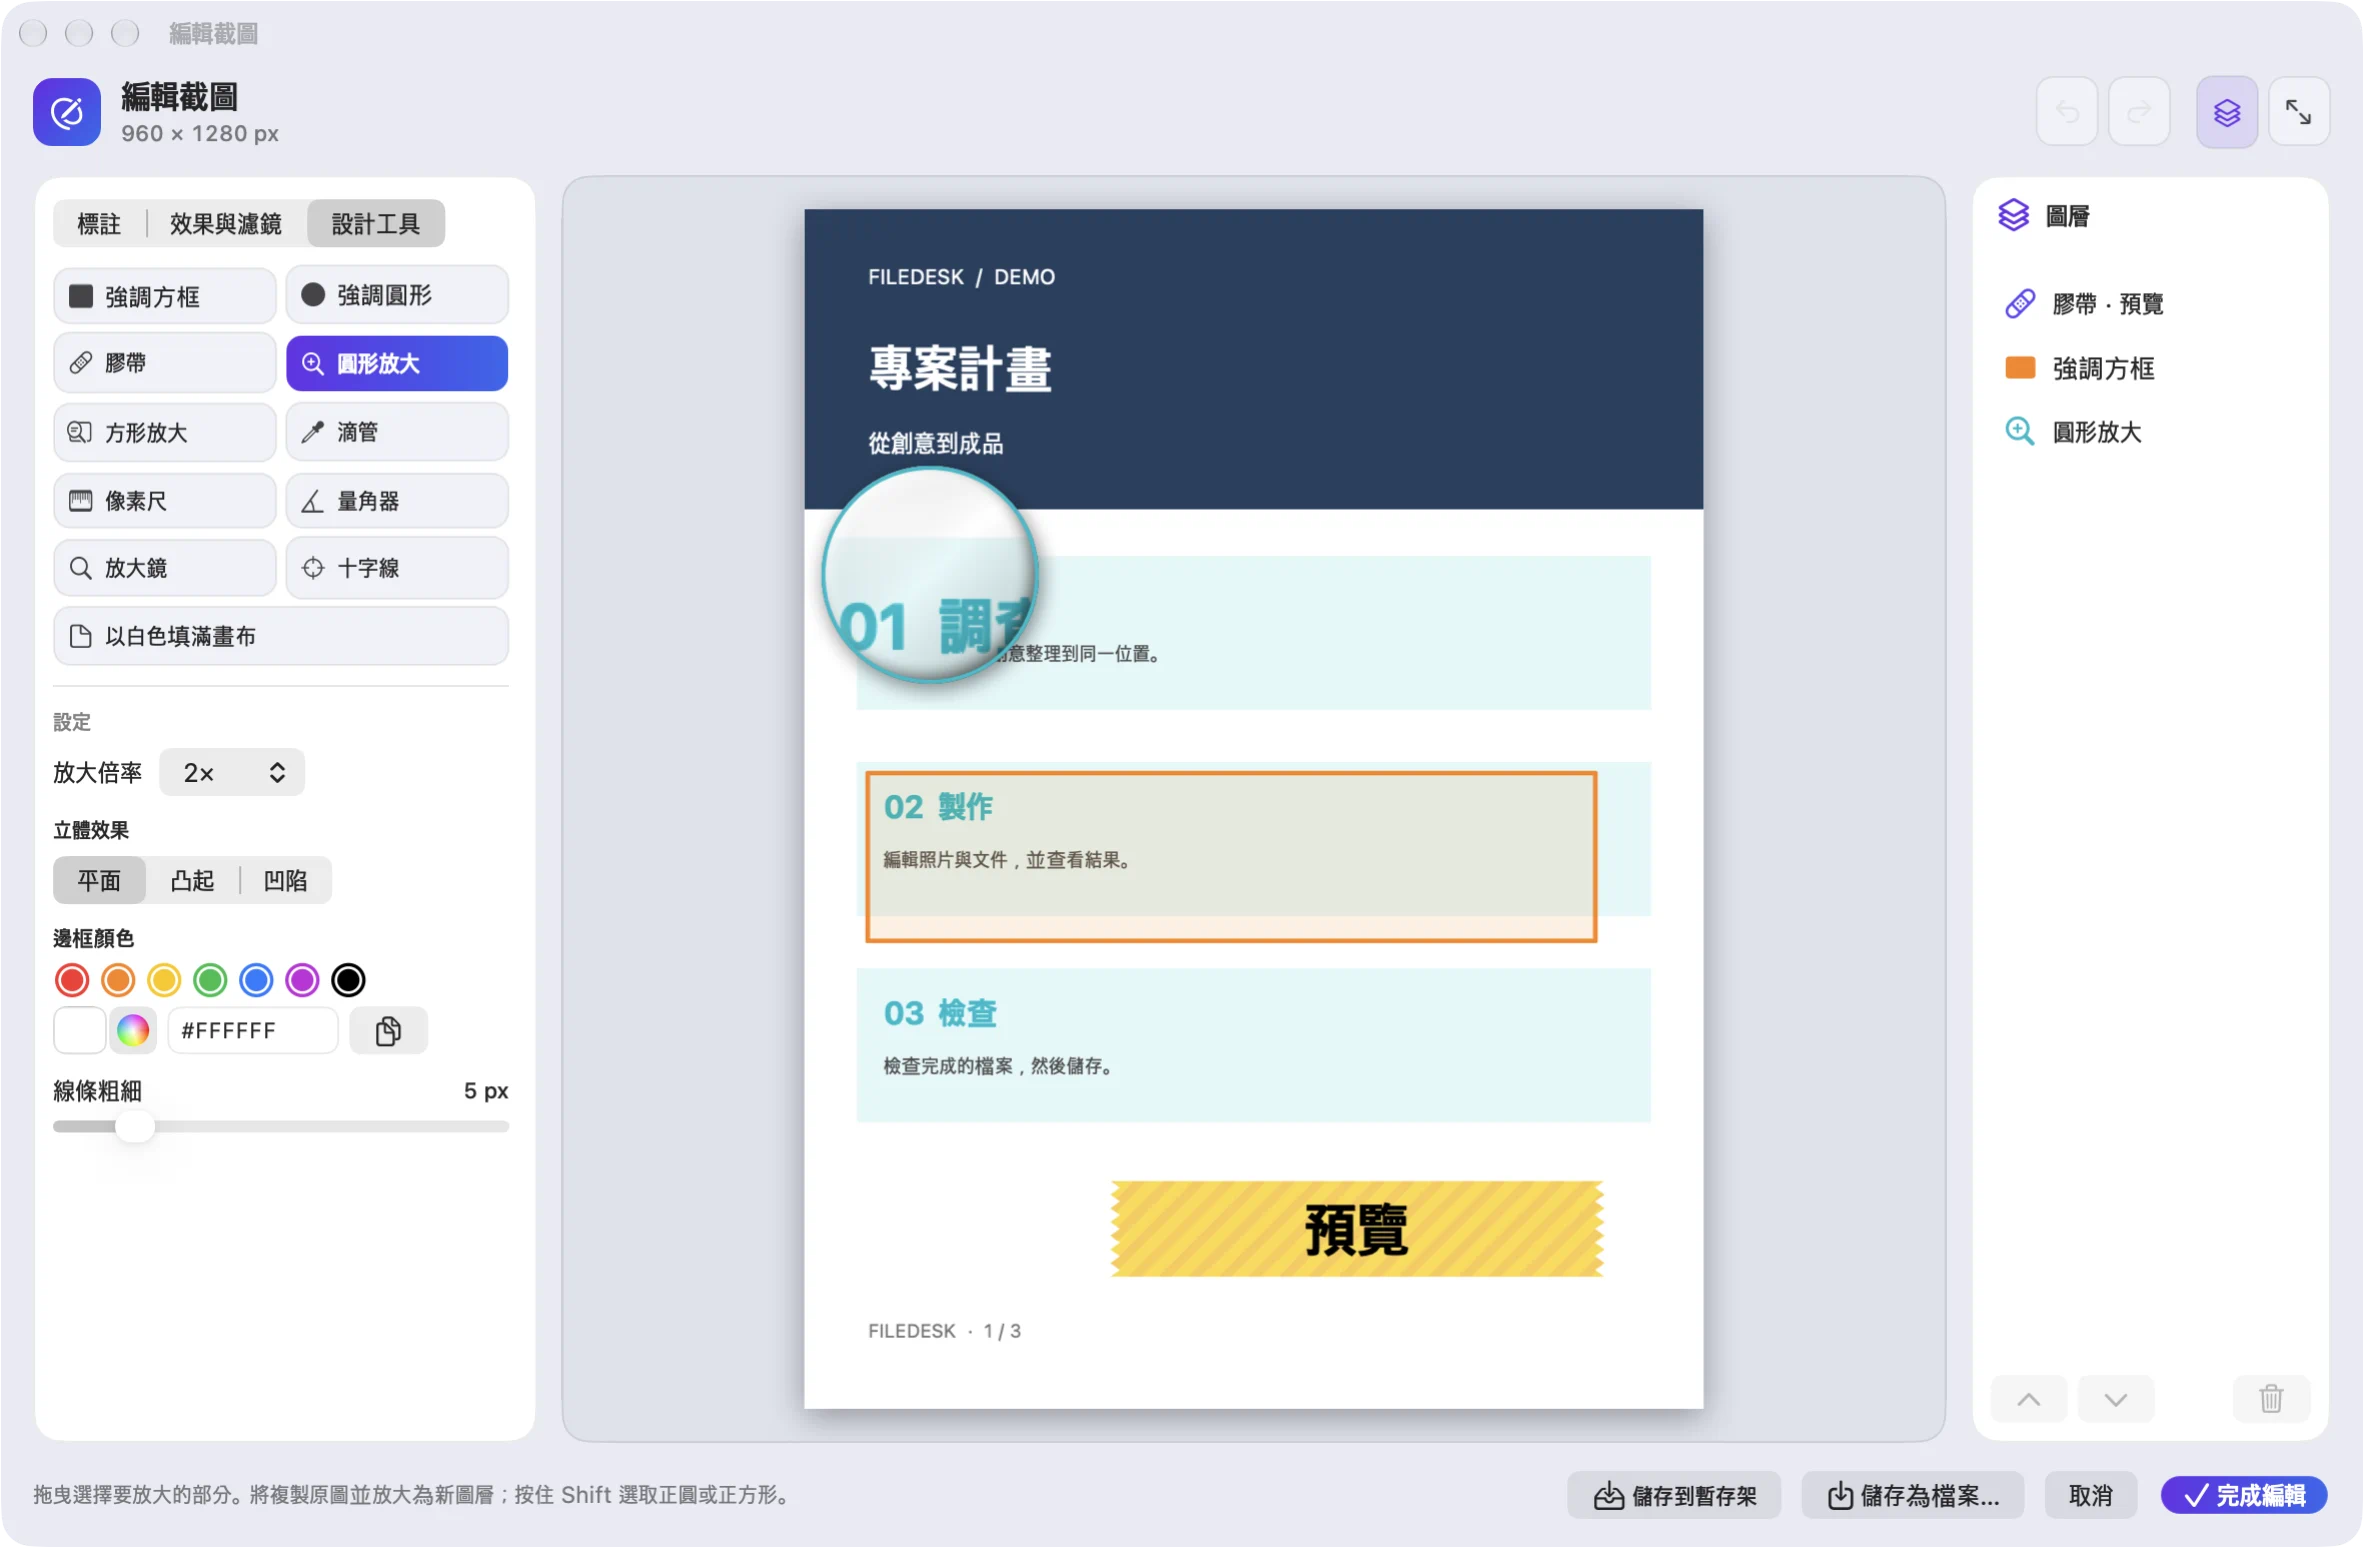 編輯截圖
編輯截圖
960 × 1280 px
標註
效果與濾鏡
設計工具
強調方框
強調圓形
膠帶
圓形放大
方形放大
滴管
像素尺
量角器
放大鏡
十字線
以白色填滿畫布
設定
放大倍率
2×
立體效果
平面
凸起
凹陷
邊框顏色
#FFFFFF
線條粗細
5 px
FILEDESK / DEMO
專案計畫
從創意到成品
01 調查
意整理到同一位置。
02 製作
編輯照片與文件，並查看結果。
03 檢查
檢查完成的檔案，然後儲存。
預覽
FILEDESK · 1 / 3
圖層
膠帶 · 預覽
強調方框
圓形放大
拖曳選擇要放大的部分。將複製原圖並放大為新圖層；按住 Shift 選取正圓或正方形。
儲存到暫存架
儲存為檔案...
取消
完成編輯